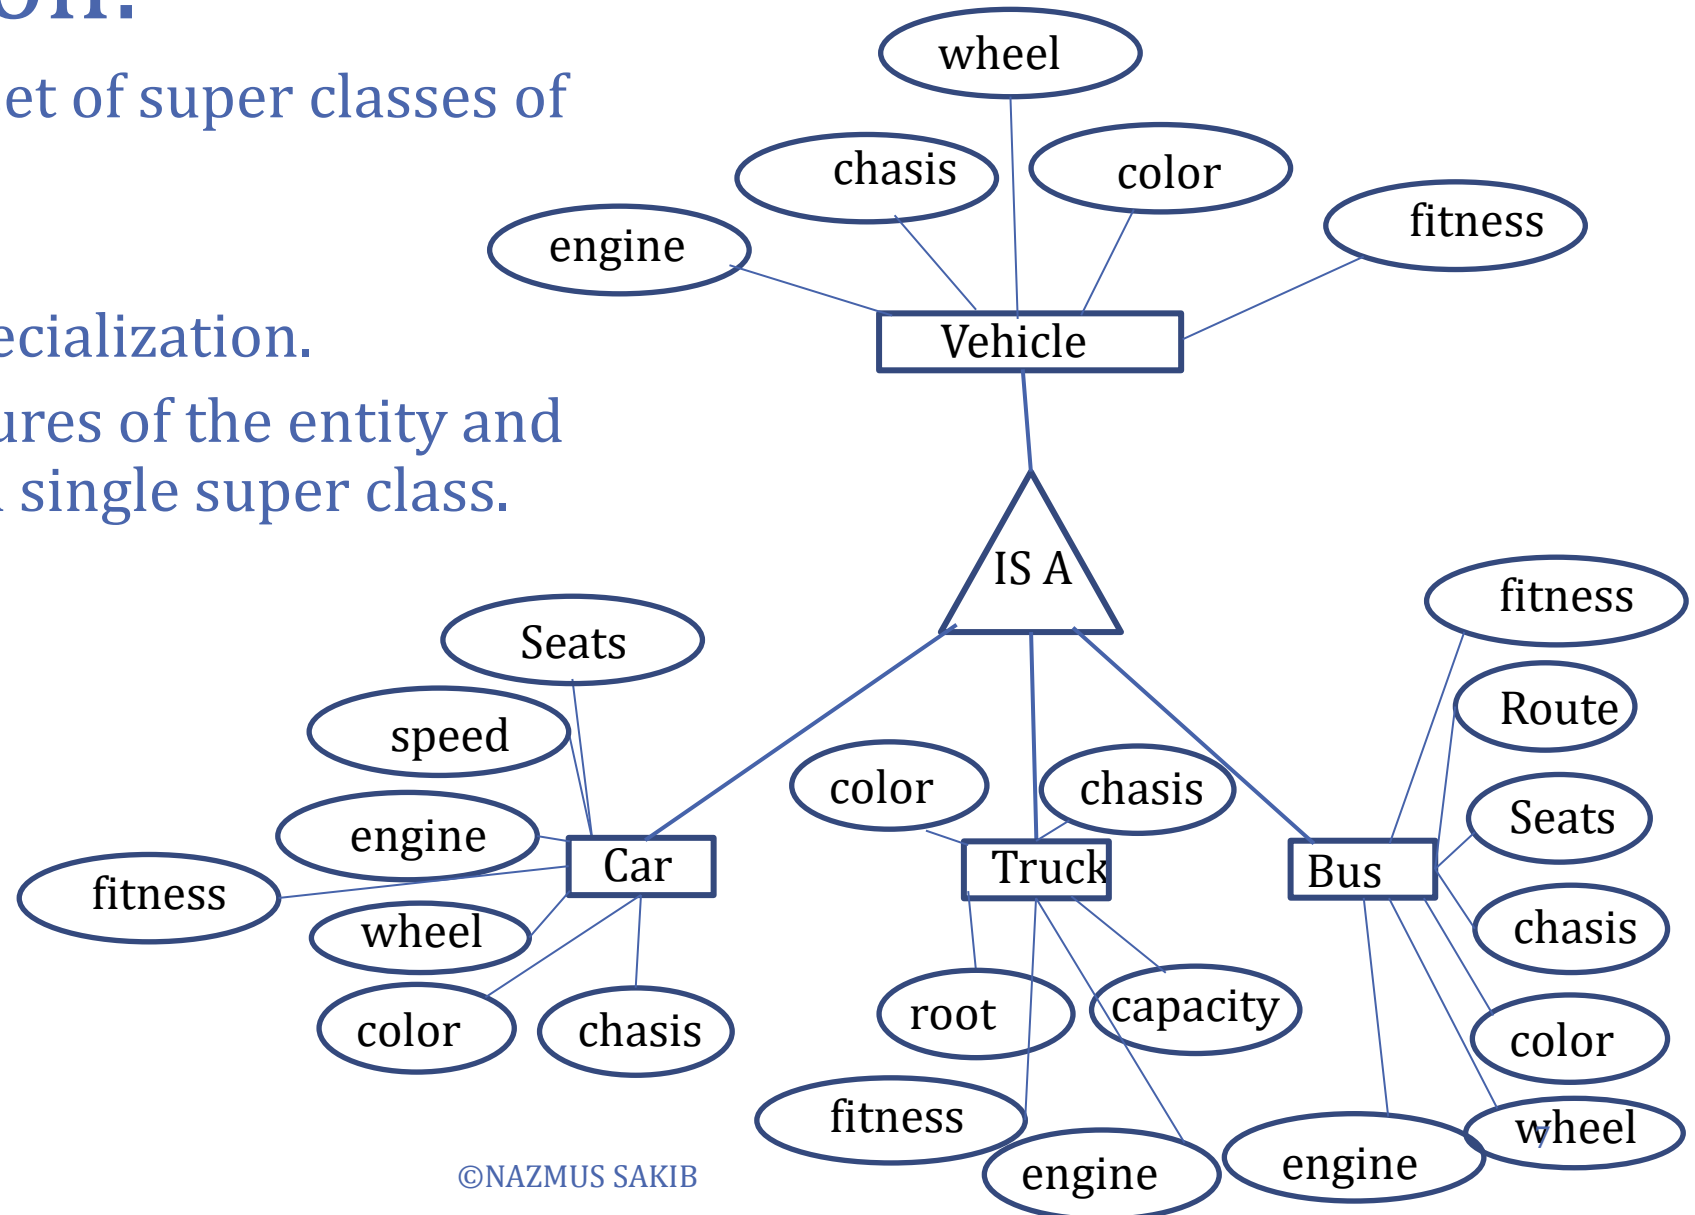 on:
et of super classes of
ecialization.
ures of the entity and
single super class.
wheel
chasis
color
engine
fitness
Vehicle
IS A
Seats
speed
engine
fitness
wheel
color
chasis
Car
color
chasis
Truck
root
capacity
fitness
engine
fitness
Route
Seats
Bus
chasis
color
wheel
engine
7
©NAZMUS SAKIB